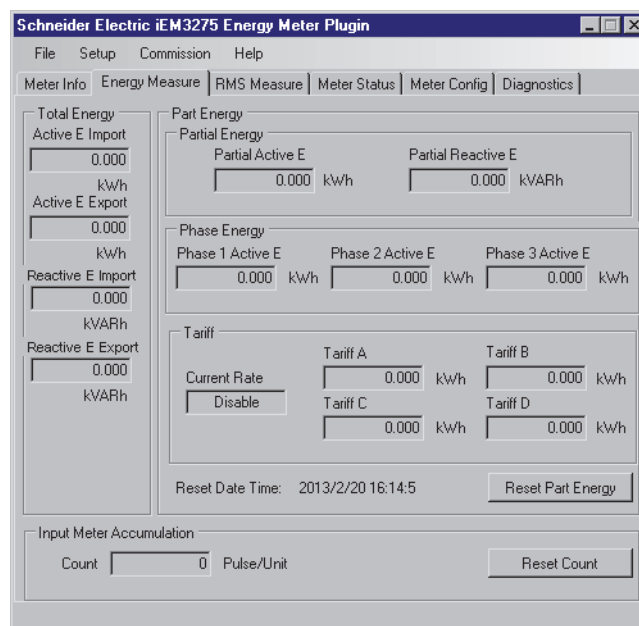 Schneider Electric iEM3275 Energy Meter Plugin
File Setup Commission Help
Meter Info Energy Measure RMS Measure Meter Status Meter Config Diagnostics
Total Energy
Active E Import
0.000
kWh
Active E Export
0.000
kWh
Reactive E Import
0.000
kVARh
Reactive E Export
0.000
kVARh
Part Energy
Partial Energy
Partial Active E Partial Reactive E
0.000 kWh 0.000 kVARh
Phase Energy
Phase 1 Active E Phase 2 Active E Phase 3 Active E
0.000 kWh 0.000 kWh 0.000 kWh
Tariff
Current Rate
Disable
Tariff A Tariff B
0.000 kWh 0.000 kWh
Tariff C Tariff D
0.000 kWh 0.000 kWh
Reset Date Time: 2013/2/20 16:14:5 Reset Part Energy
Input Meter Accumulation
Count 0 Pulse/Unit Reset Count